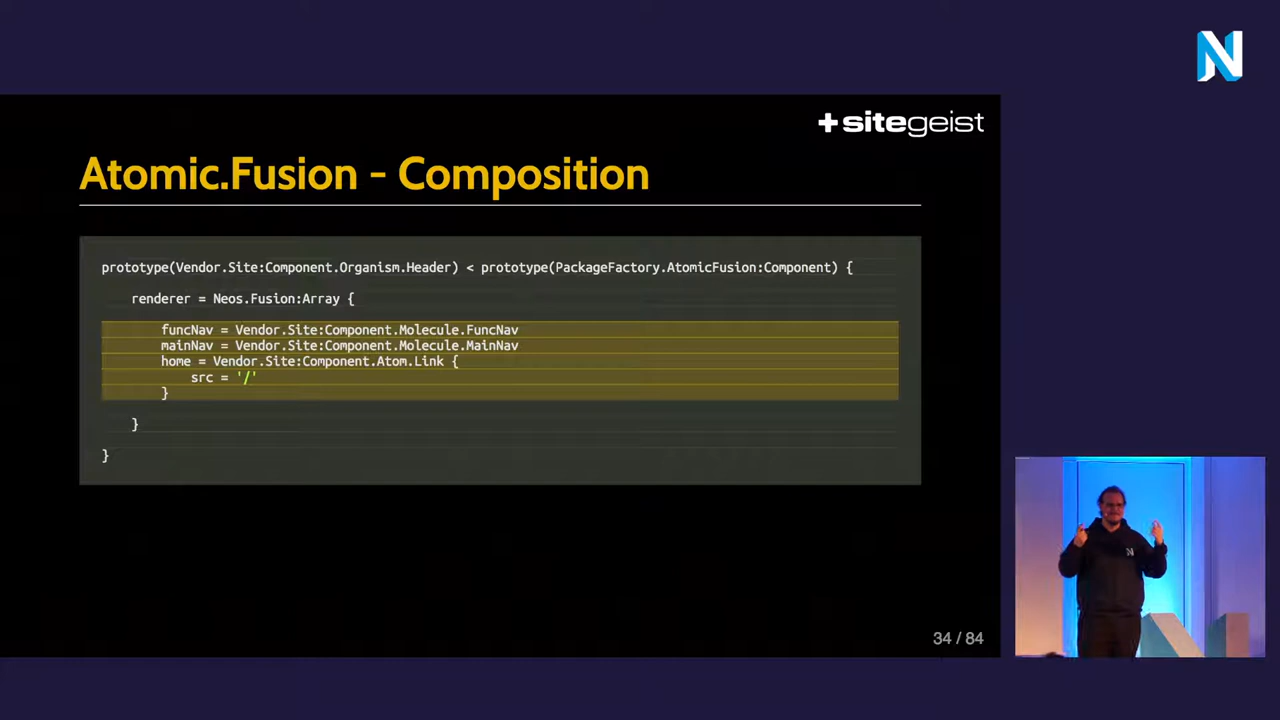 +sitegeist
Atomic.Fusion - Composition
prototype(Vendor.Site:Component.Organism.Header) < prototype(PackageFactory.AtomicFusion:Component) {
renderer = Neos.Fusion:Array {
funcNav = Vendor.Site:Component.Molecule.FuncNav
mainNav = Vendor.Site:Component.Molecule.MainNav
home = Vendor.Site:Component.Atom.Link {
src = '/'
}
}
}
34 / 84